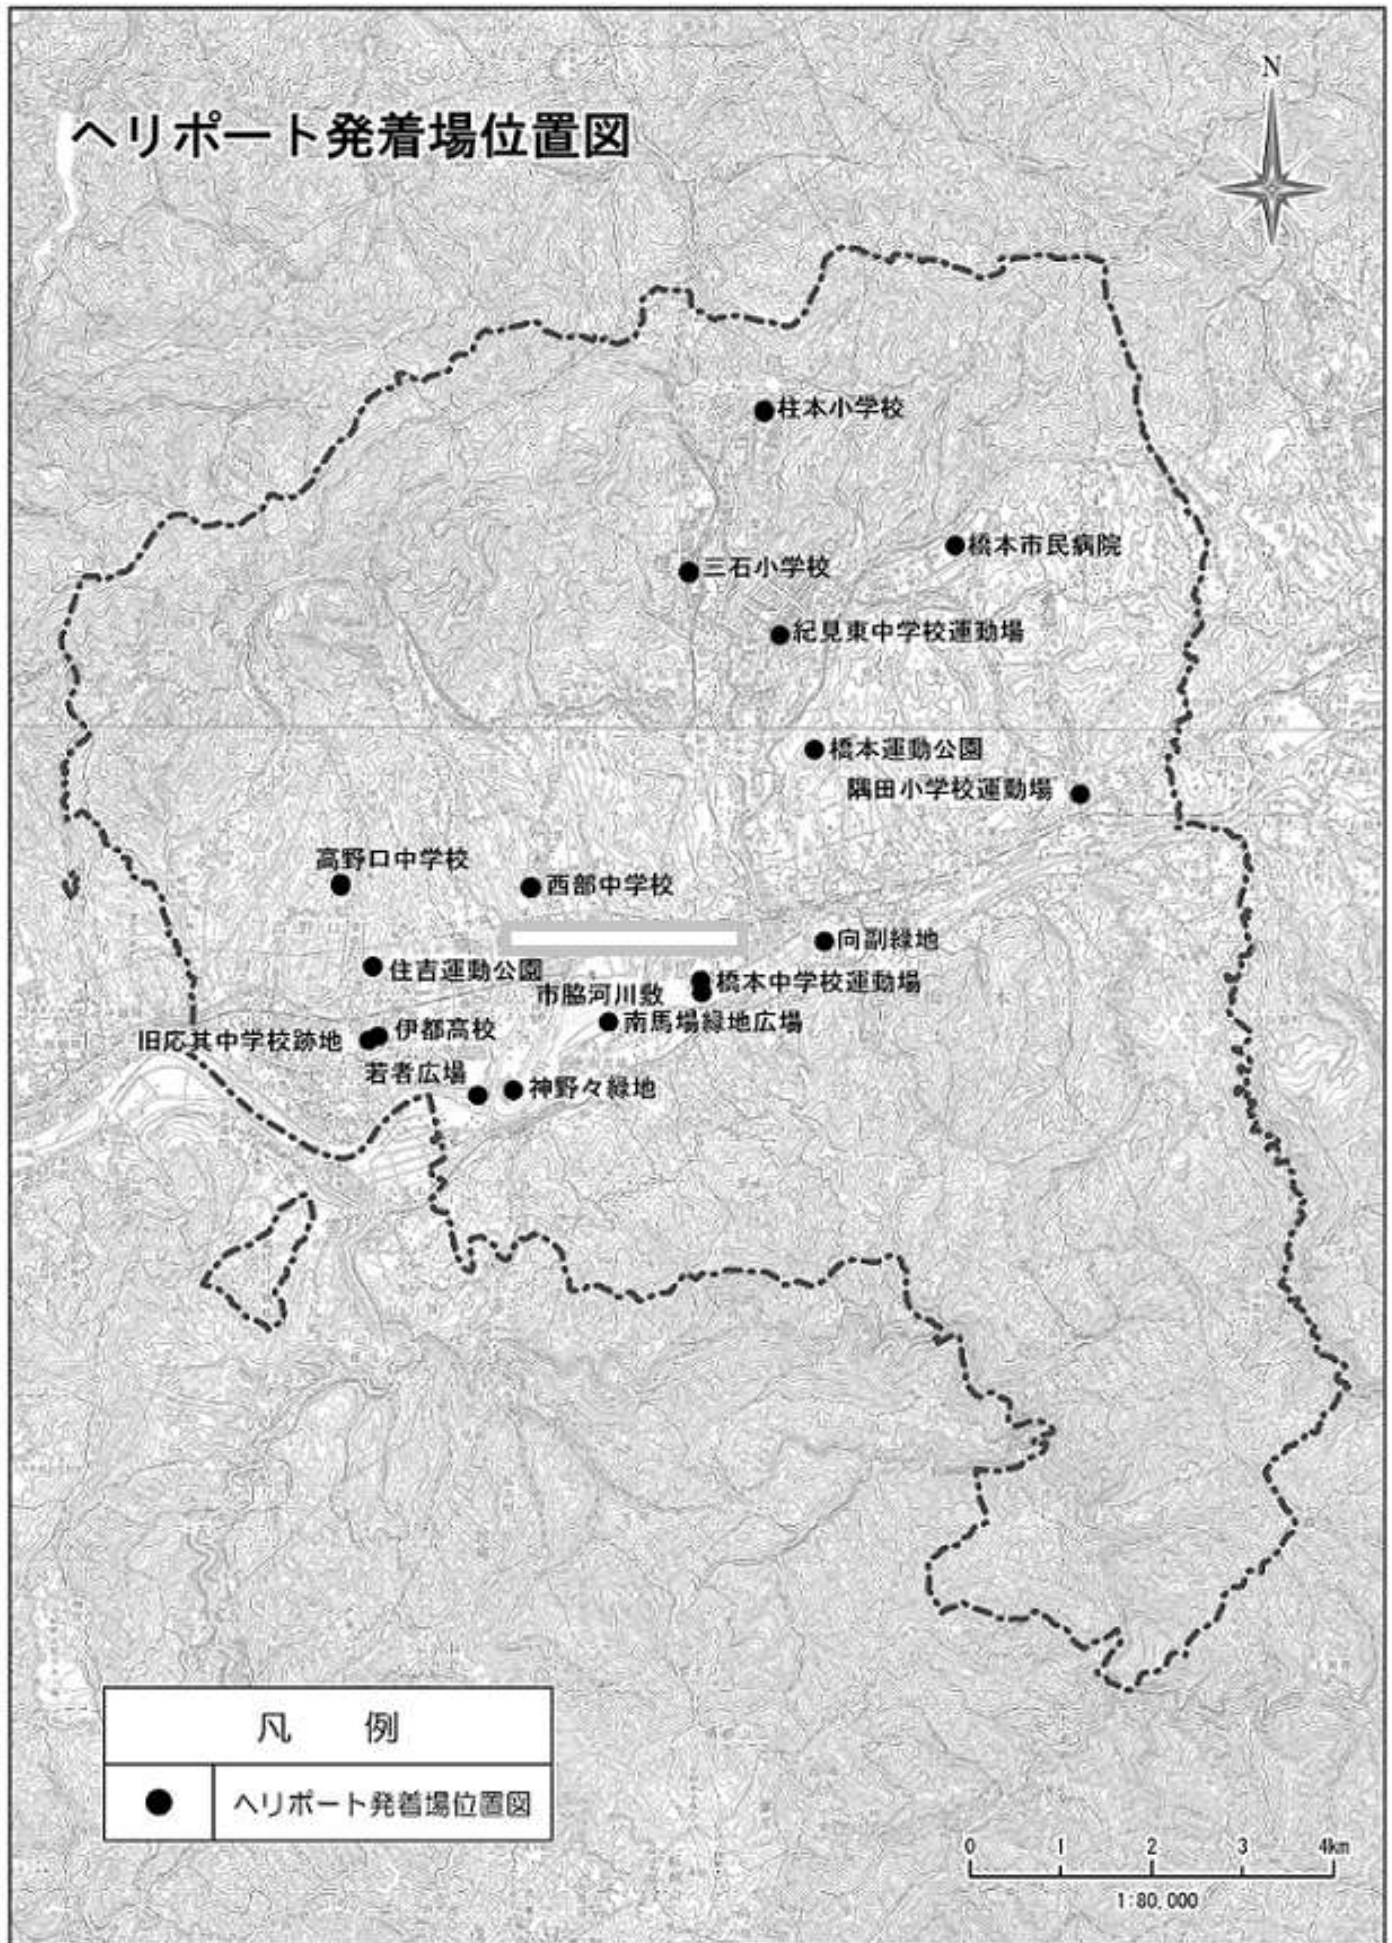 N
ヘリポート発着場位置図
柱本小学校
橋本市民病院
三石小学校
紀見東中学校運動場
橋本運動公園
隅田小学校運動場
高野口中学校
西部中学校
向副緑地
住吉運動公園
橋本中学校運動場
市脇河川敷
南馬場緑地広場
伊都高校
旧応其中学校跡地
若者広場
神野々緑地
凡 例
ヘリポート発着場位置図
0 1 2 3 4km
1:80,000